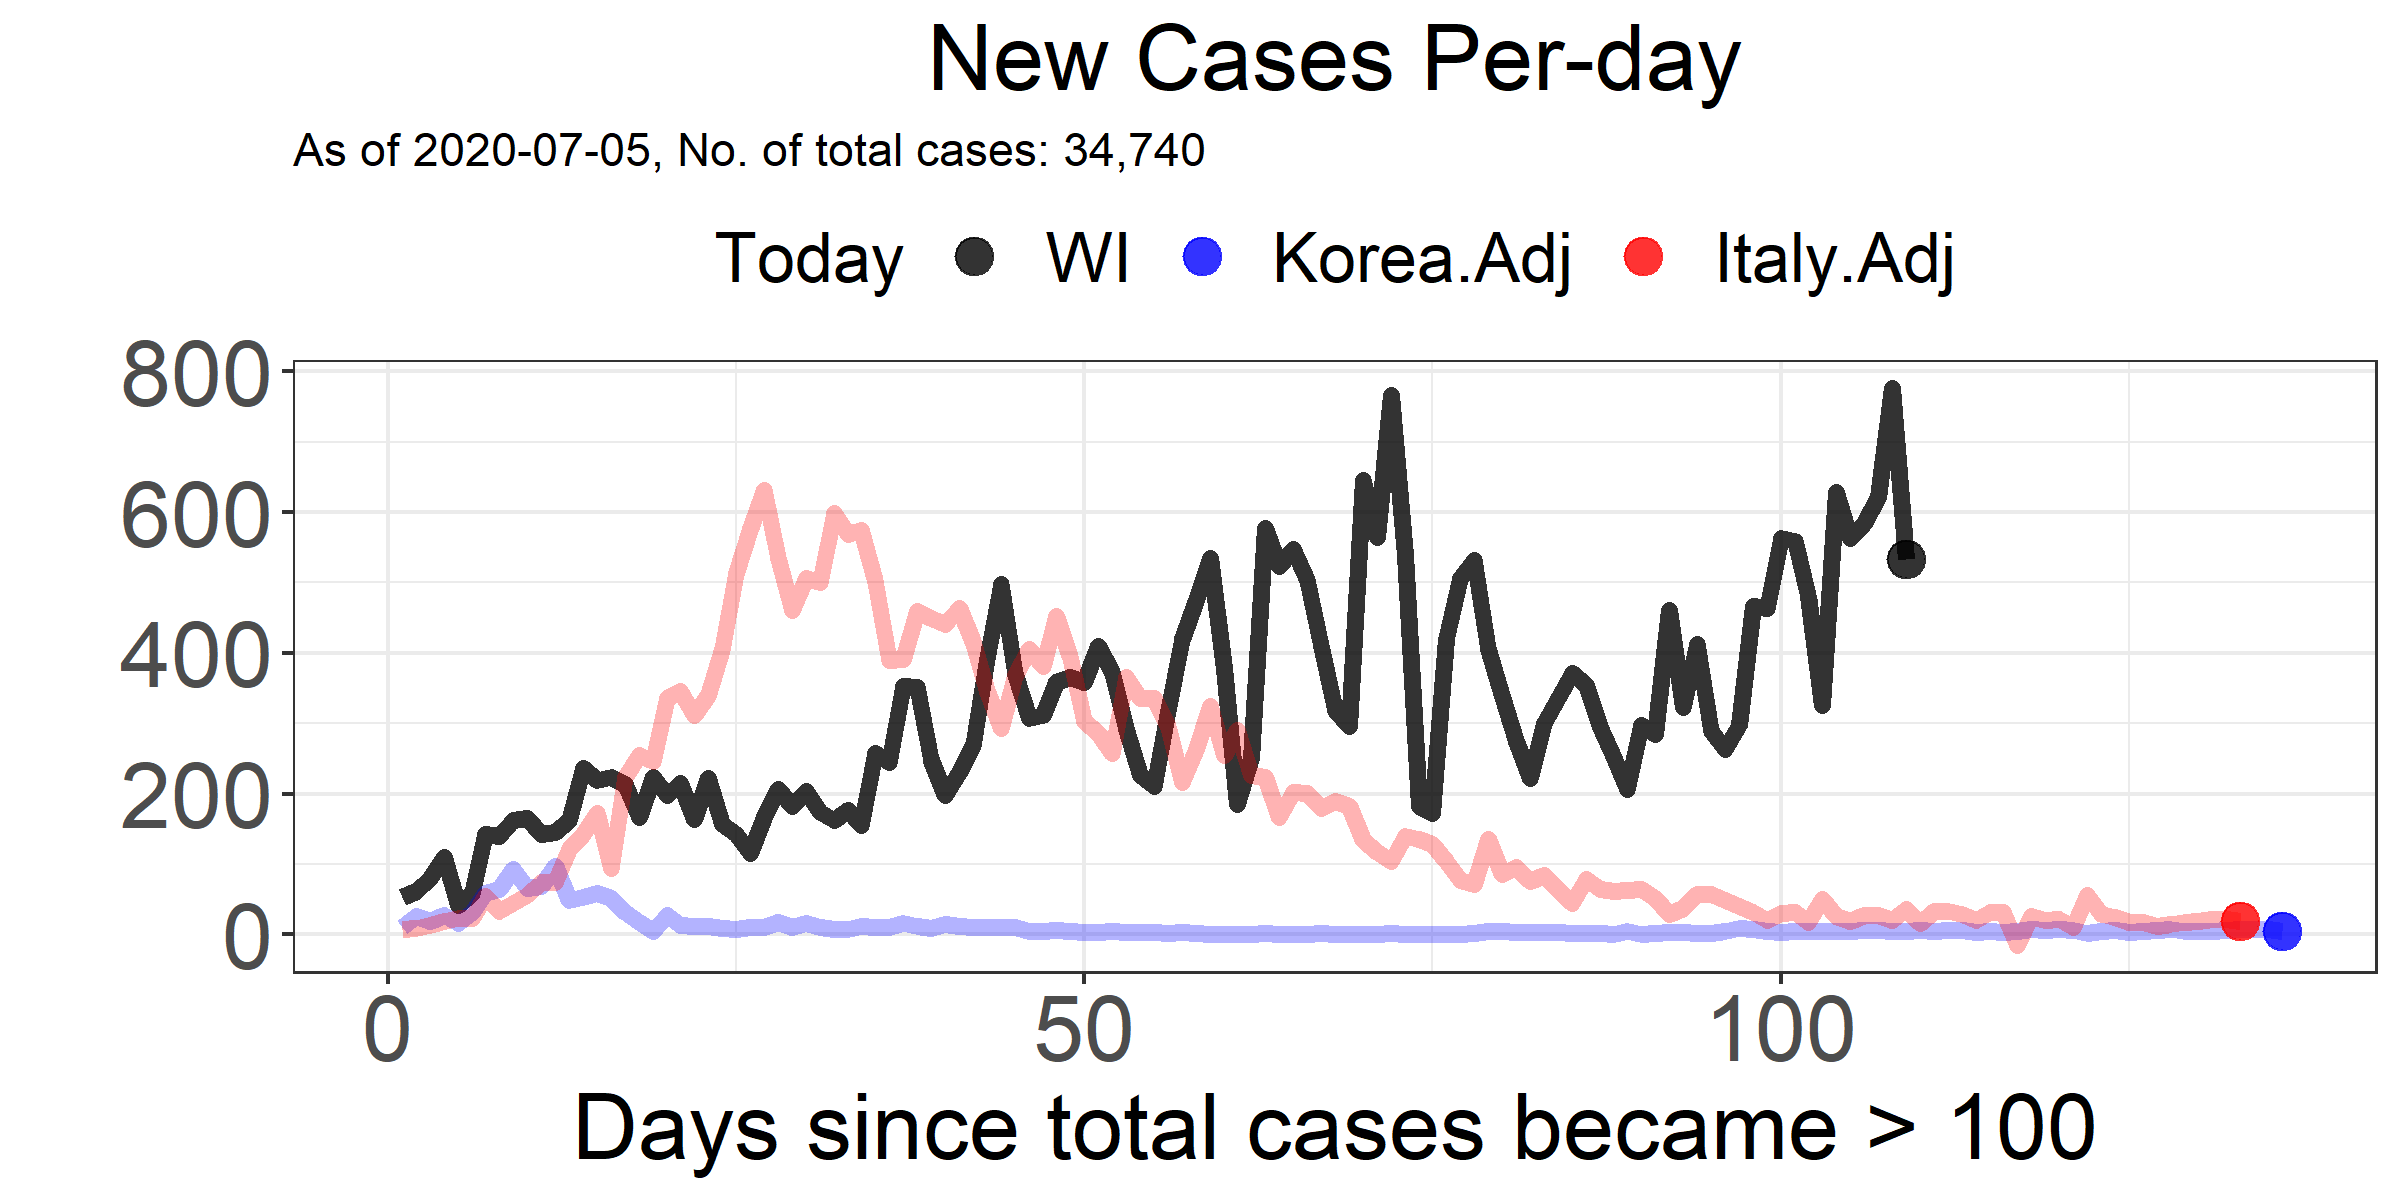 New Cases Per-day
As of 2020-07-05, No. of total cases: 34,740
Today WI Korea.Adj Italy.Adj
800
600
400
200
0
0 50 100
Days since total cases became > 100